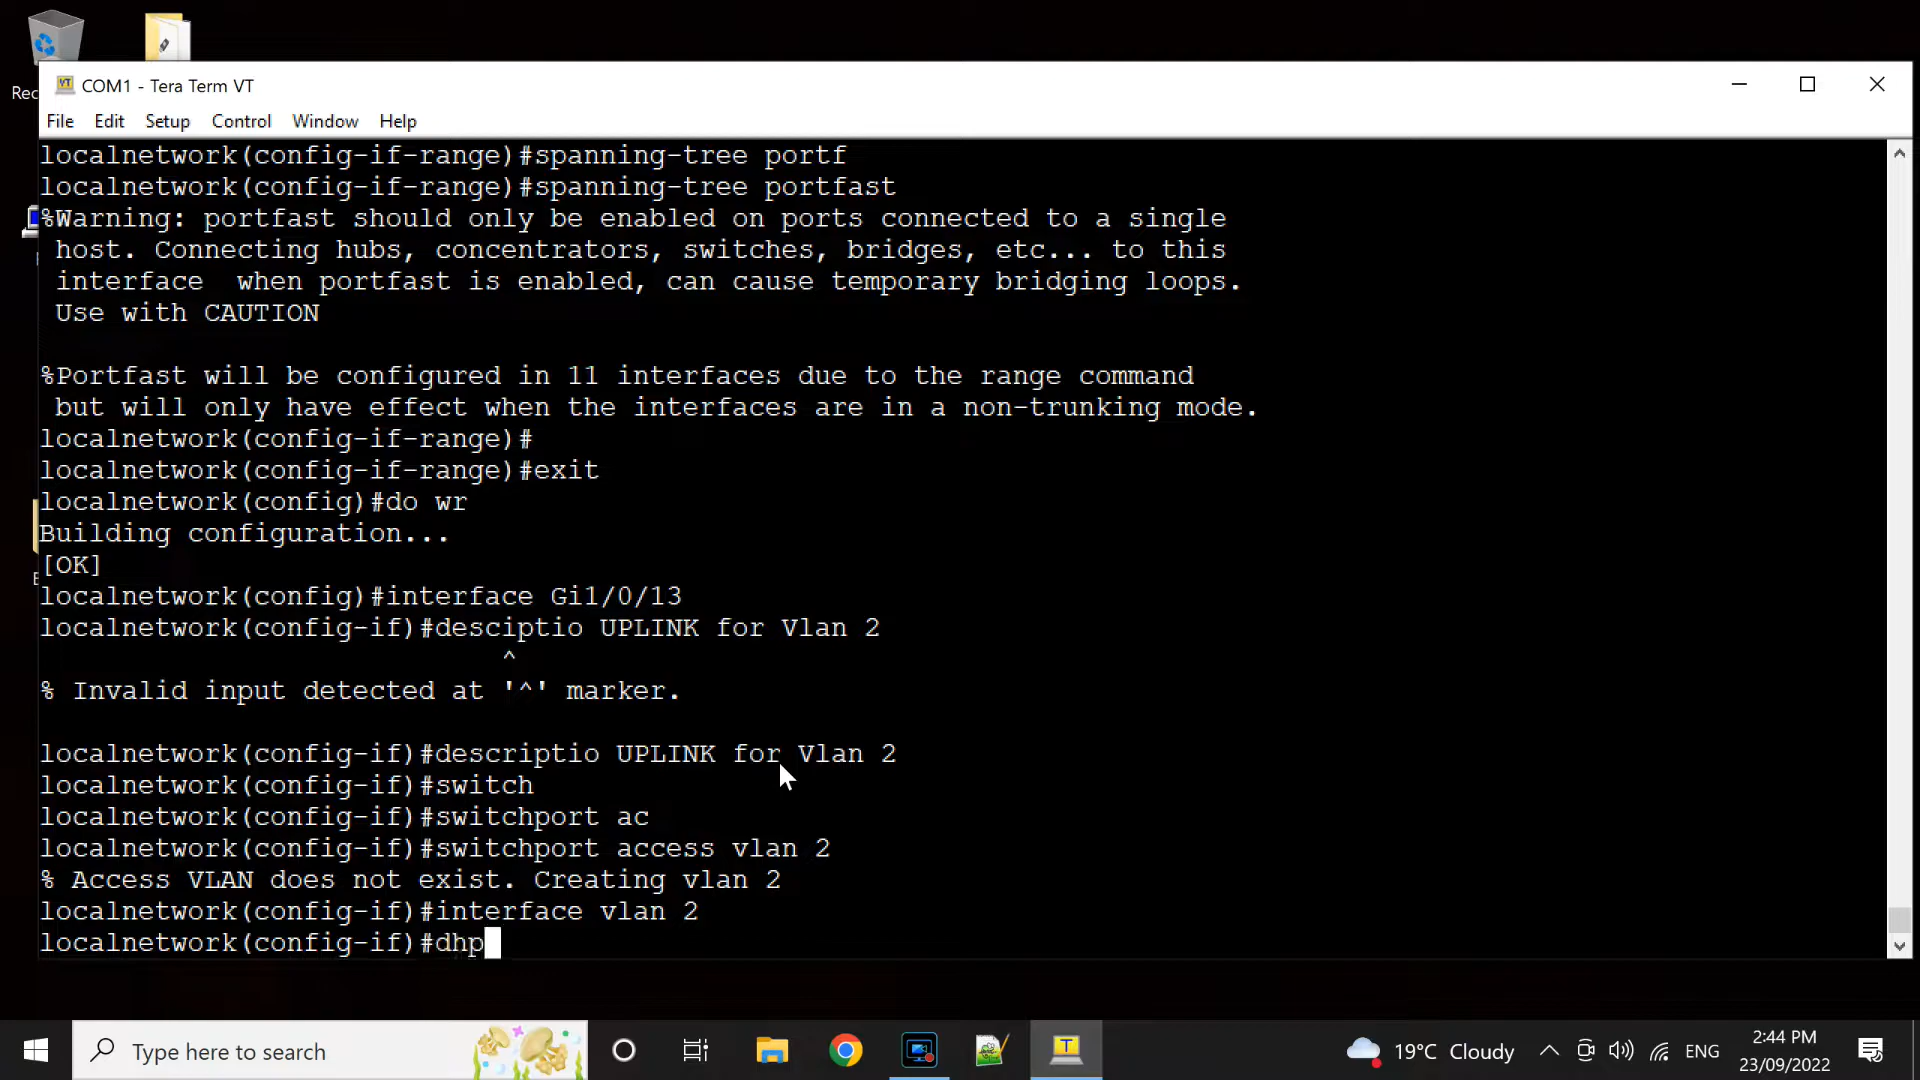 Rec
COM1 - Tera Term VT
File Edit Setup Control Window Help
localnetwork(config-if-range)#spanning-tree portf
localnetwork(config-if-range)#spanning-tree portfast
%Warning: portfast should only be enabled on ports connected to a single
host. Connecting hubs, concentrators, switches, bridges, etc... to this
interface  when portfast is enabled, can cause temporary bridging loops.
Use with CAUTION
%Portfast will be configured in 11 interfaces due to the range command
but will only have effect when the interfaces are in a non-trunking mode.
localnetwork(config-if-range)#
localnetwork(config-if-range)#exit
localnetwork(config)#do wr
Building configuration...
[OK]
localnetwork(config)#interface Gi1/0/13
localnetwork(config-if)#desciptio UPLINK for Vlan 2
^
% Invalid input detected at '^' marker.
localnetwork(config-if)#descriptio UPLINK for Vlan 2
localnetwork(config-if)#switch
localnetwork(config-if)#switchport ac
localnetwork(config-if)#switchport access vlan 2
% Access VLAN does not exist. Creating vlan 2
localnetwork(config-if)#interface vlan 2
localnetwork(config-if)#dhp
Type here to search
19°C Cloudy
ENG
2:44 PM
23/09/2022